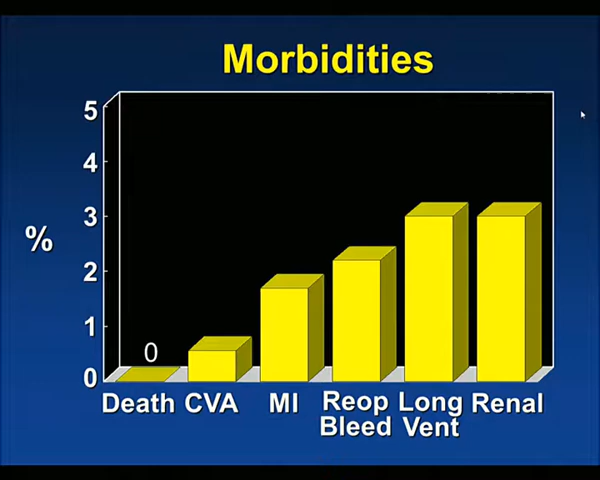 Morbidities
5
4
3
%
2
1
0
0
Death CVA MI Reop Long Renal
Bleed Vent